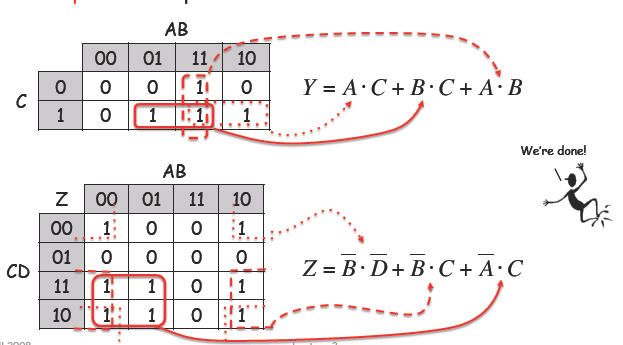 AB
00 01 11 10
C 0 0 0 1 0
1 0 1 1 1
Y = A · C + B · C + A · B
We're done!
AB
Z 00 01 11 10
00 1 0 0 1
01 0 0 0 0
CD 11 1 1 0 1
10 1 1 0 1
Z = B̅ · D̅ + B̅ · C + A̅ · C